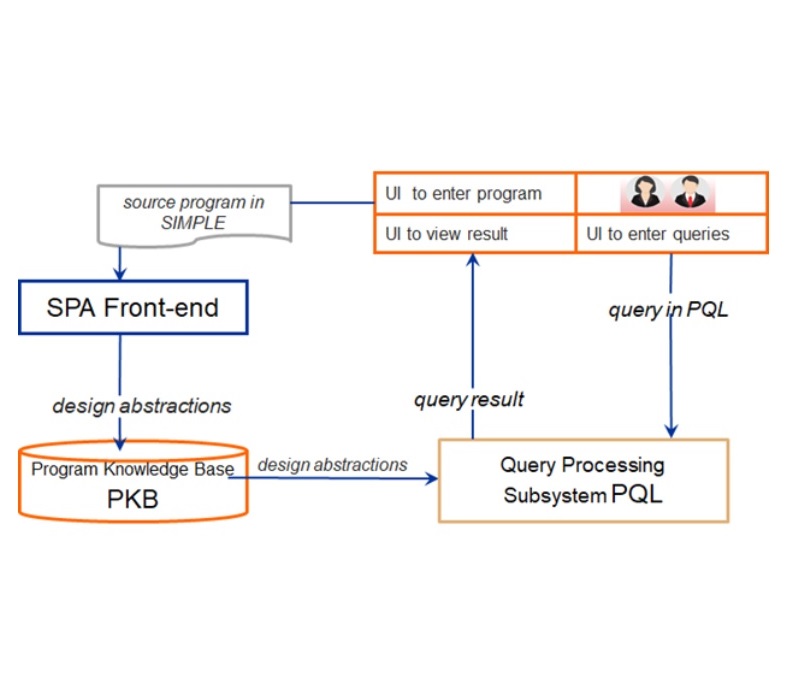 source program in
SIMPLE
UI to enter program
UI to view result
UI to enter queries
SPA Front-end
query in PQL
design abstractions
query result
Program Knowledge Base
PKB
design abstractions
Query Processing
Subsystem PQL